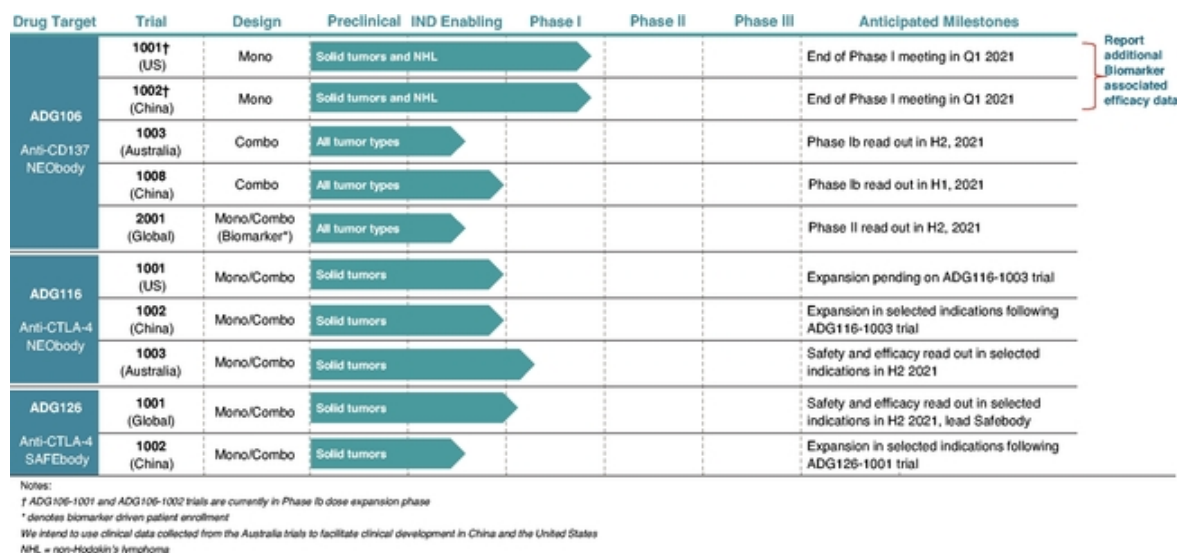 Drug Target Trial Design Preclinical IND Enabling Phase I Phase II Phase III Anticipated Milestones
ADG106
Anti-CD137
NEObody
1001†
(US)
Mono
Solid tumors and NHL
End of Phase I meeting in Q1 2021
1002†
(China)
Mono
Solid tumors and NHL
End of Phase I meeting in Q1 2021
Report
additional
Biomarker
associated
efficacy data
1003
(Australia)
Combo
All tumor types
Phase Ib read out in H2, 2021
1008
(China)
Combo
All tumor types
Phase Ib read out in H1, 2021
2001
(Global)
Mono/Combo
(Biomarker*)
All tumor types
Phase II read out in H2, 2021
ADG116
Anti-CTLA-4
NEObody
1001
(US)
Mono/Combo
Solid tumors
Expansion pending on ADG116-1003 trial
1002
(China)
Mono/Combo
Solid tumors
Expansion in selected indications following
ADG116-1003 trial
1003
(Australia)
Mono/Combo
Solid tumors
Safety and efficacy read out in selected
indications in H2 2021
ADG126
Anti-CTLA-4
SAFEbody
1001
(Global)
Mono/Combo
Solid tumors
Safety and efficacy read out in selected
indications in H2 2021, lead Safebody
1002
(China)
Mono/Combo
Solid tumors
Expansion in selected indications following
ADG126-1001 trial
Notes:
† ADG106-1001 and ADG106-1002 trials are currently in Phase Ib dose expansion phase
* denotes biomarker driven patient enrollment
We intend to use clinical data collected from the Australia trials to facilitate clinical development in China and the United States
NHL = non-Hodgkin's lymphoma